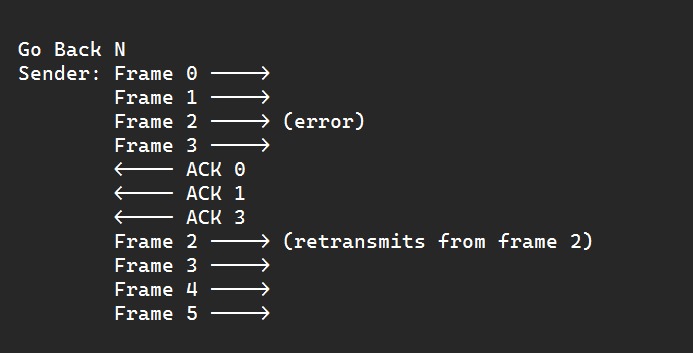 Go Back N
Sender: Frame 0 ────→
        Frame 1 ────→
        Frame 2 ────→ (error)
        Frame 3 ────→
        ←──── ACK 0
        ←──── ACK 1
        ←──── ACK 3
        Frame 2 ────→ (retransmits from frame 2)
        Frame 3 ────→
        Frame 4 ────→
        Frame 5 ────→